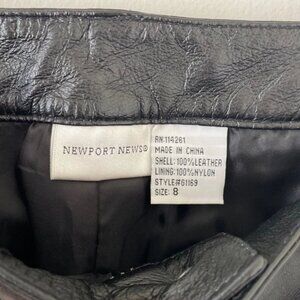 NEWPORT NEWS®
RN:114261
MADE IN CHINA
SHELL:100%LEATHER
LINING:100%NYLON
STYLE#61169
SIZE: 8